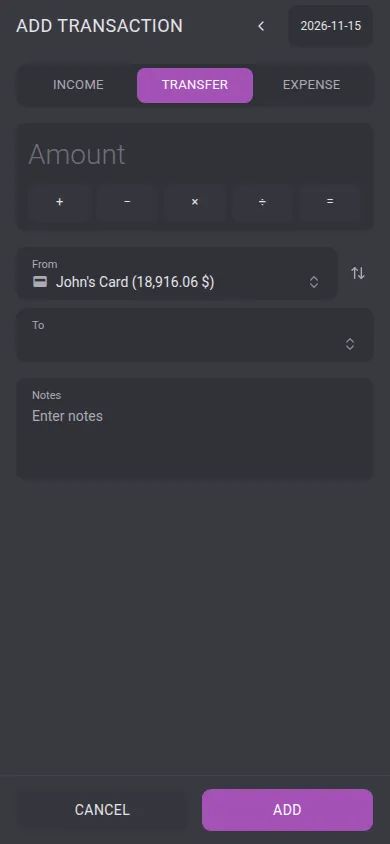 ADD TRANSACTION
2026-11-15
INCOME TRANSFER EXPENSE
Amount
+ − × ÷ =
From
John's Card (18,916.06 $)
To
Notes
Enter notes
CANCEL ADD